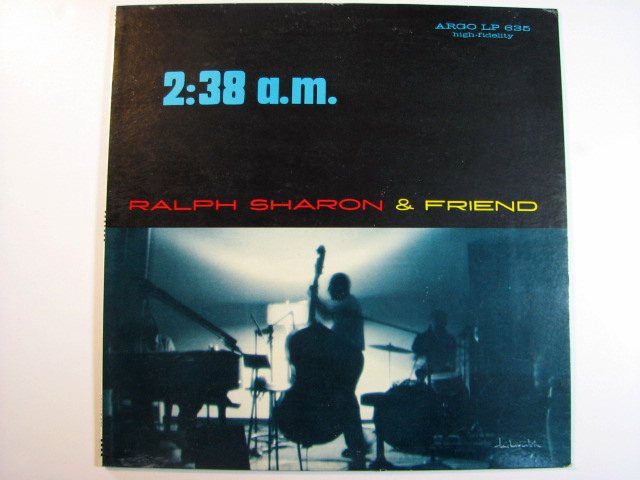 ARGO LP 635
high-fidelity
2:38 a.m.
RALPH SHARON & FRIEND